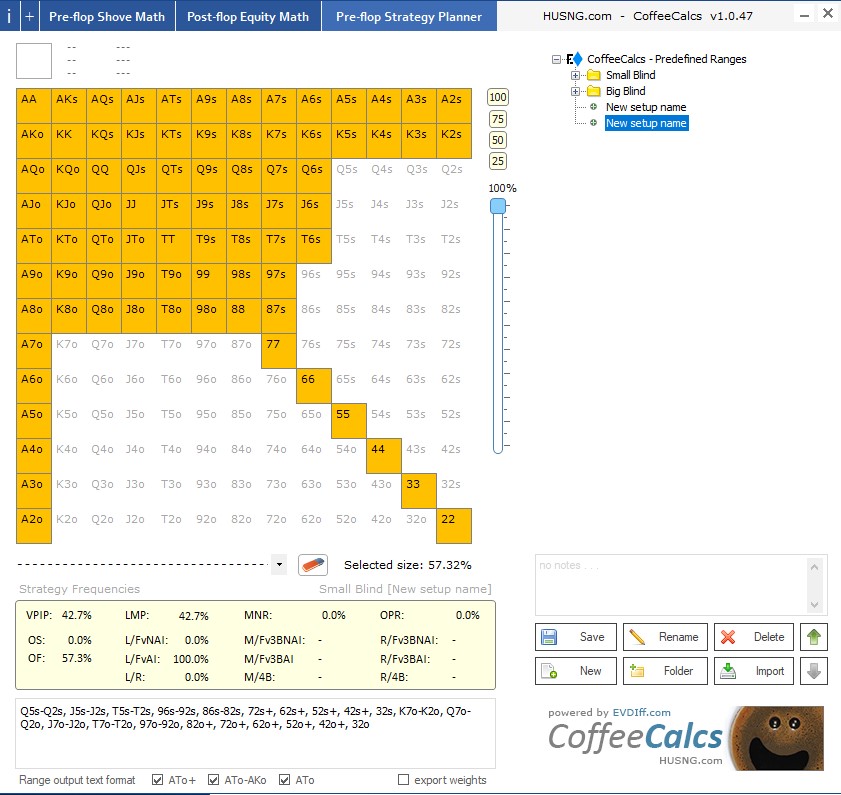 i + Pre-flop Shove Math Post-flop Equity Math Pre-flop Strategy Planner HUSNG.com - CoffeeCalcs v1.0.47
-- ---
-- ---
-- ---
AA AKs AQs AJs ATs A9s A8s A7s A6s A5s A4s A3s A2s
AKo KK KQs KJs KTs K9s K8s K7s K6s K5s K4s K3s K2s
AQo KQo QQ QJs QTs Q9s Q8s Q7s Q6s Q5s Q4s Q3s Q2s
AJo KJo QJo JJ JTs J9s J8s J7s J6s J5s J4s J3s J2s
ATo KTo QTo JTo TT T9s T8s T7s T6s T5s T4s T3s T2s
A9o K9o Q9o J9o T9o 99 98s 97s 96s 95s 94s 93s 92s
A8o K8o Q8o J8o T8o 98o 88 87s 86s 85s 84s 83s 82s
A7o K7o Q7o J7o T7o 97o 87o 77 76s 75s 74s 73s 72s
A6o K6o Q6o J6o T6o 96o 86o 76o 66 65s 64s 63s 62s
A5o K5o Q5o J5o T5o 95o 85o 75o 65o 55 54s 53s 52s
A4o K4o Q4o J4o T4o 94o 84o 74o 64o 54o 44 43s 42s
A3o K3o Q3o J3o T3o 93o 83o 73o 63o 53o 43o 33 32s
A2o K2o Q2o J2o T2o 92o 82o 72o 62o 52o 42o 32o 22
100
75
50
25
100%
CoffeeCalcs - Predefined Ranges
Small Blind
Big Blind
New setup name
New setup name
Selected size: 57.32%
Strategy Frequencies Small Blind [New setup name]
VPIP: 42.7% LMP: 42.7% MNR: 0.0% OPR: 0.0%
OS: 0.0% L/FvNAI: 0.0% M/Fv3BNAI: - R/Fv3BNAI: -
OF: 57.3% L/FvAI: 100.0% M/Fv3BAI - R/Fv3BAI: -
L/R: 0.0% M/4B: - R/4B: -
Q5s-Q2s, J5s-J2s, T5s-T2s, 96s-92s, 86s-82s, 72s+, 62s+, 52s+, 42s+, 32s, K7o-K2o, Q7o-
Q2o, J7o-J2o, T7o-T2o, 97o-92o, 82o+, 72o+, 62o+, 52o+, 42o+, 32o
Range output text format ATo+ ATo-AKo ATo export weights
no notes . . .
Save Rename Delete
New Folder Import
powered by EVDIff.com
CoffeeCalcs
HUSNG.com